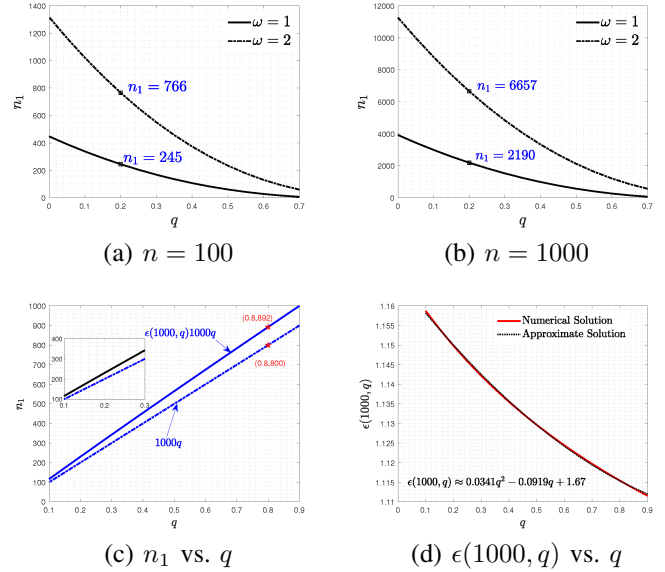 1400
1200
1000
800
600
400
200
0
n₁
0 0.1 0.2 0.3 0.4 0.5 0.6 0.7
q
ω = 1
ω = 2
n₁ = 766
n₁ = 245
(a) n = 100
12000
10000
8000
6000
4000
2000
0
n₁
0 0.1 0.2 0.3 0.4 0.5 0.6 0.7
q
ω = 1
ω = 2
n₁ = 6657
n₁ = 2190
(b) n = 1000
1000
900
800
700
600
500
400
300
200
100
0
n₁
0.1 0.2 0.3 0.4 0.5 0.6 0.7 0.8 0.9
q
(0.8,892)
ϵ(1000, q)1000q
(0.8,800)
1000q
400
300
200
100
0.1 0.3
(c) n₁ vs. q
1.16
1.155
1.15
1.145
1.14
1.135
1.13
1.125
1.12
1.115
1.11
ϵ(1000, q)
0 0.1 0.2 0.3 0.4 0.5 0.6 0.7 0.8 0.9
q
Numerical Solution
Approximate Solution
ϵ(1000, q) ≈ 0.0341q² − 0.0919q + 1.67
(d) ϵ(1000, q) vs. q